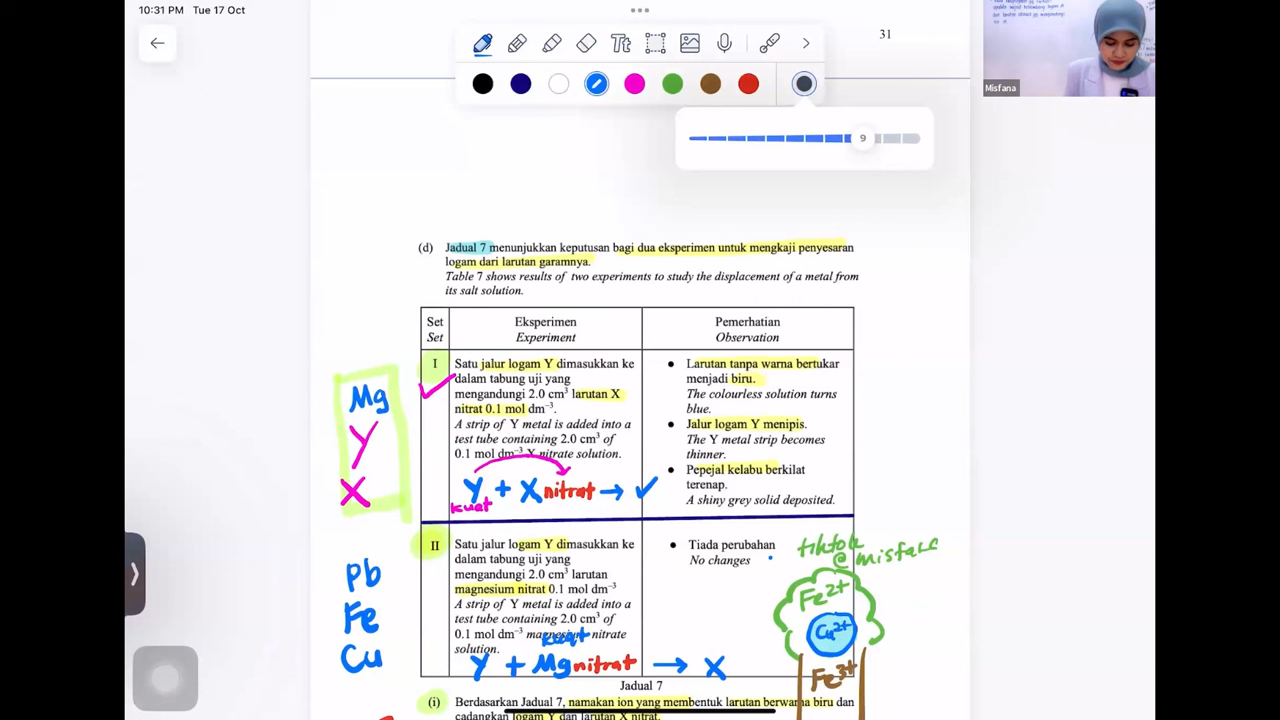 10:31 PM Tue 17 Oct
Tt
31
Misfana
9
(d) Jadual 7 menunjukkan keputusan bagi dua eksperimen untuk mengkaji penyesaran
logam dari larutan garamnya.
Table 7 shows results of two experiments to study the displacement of a metal from
its salt solution.
Set
Set
Eksperimen
Experiment
Pemerhatian
Observation
I
Satu jalur logam Y dimasukkan ke
dalam tabung uji yang
mengandungi 2.0 cm³ larutan X
nitrat 0.1 mol dm⁻³.
A strip of Y metal is added into a
test tube containing 2.0 cm³ of
0.1 mol dm⁻³ X nitrate solution.
Y + X nitrat → ✓
kuat
• Larutan tanpa warna bertukar
menjadi biru.
The colourless solution turns
blue.
• Jalur logam Y menipis.
The Y metal strip becomes
thinner.
• Pepejal kelabu berkilat
terenap.
A shiny grey solid deposited.
Mg
Y
X
II
Satu jalur logam Y dimasukkan ke
dalam tabung uji yang
mengandungi 2.0 cm³ larutan
magnesium nitrat 0.1 mol dm⁻³
A strip of Y metal is added into a
test tube containing 2.0 cm³ of
0.1 mol dm⁻³ magnesium nitrate
solution.
kuat
Y + Mg nitrat → X
• Tiada perubahan
No changes
Pb
Fe
Cu
tiktok
@misfana
Fe²⁺
Cu²⁺
Fe³⁺
Jadual 7
(i) Berdasarkan Jadual 7, namakan ion yang membentuk larutan berwarna biru dan
cadangkan logam Y dan larutan X nitrat.